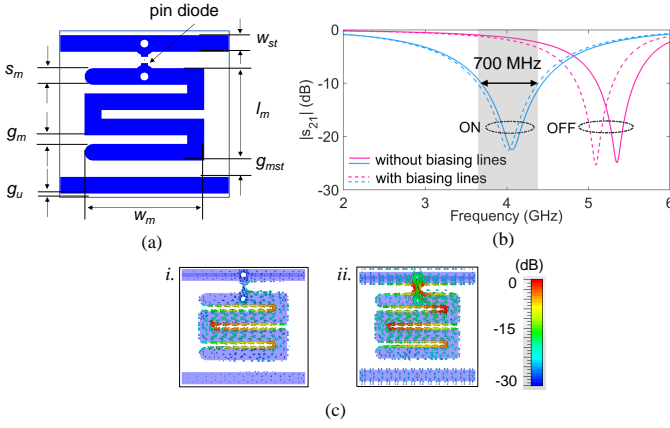 pin diode
w_st
s_m
l_m
g_m
g_mst
g_u
w_m
(a)
0
-10
-20
-30
|s_21| (dB)
700 MHz
ON
OFF
without biasing lines
with biasing lines
2
3
4
5
6
Frequency (GHz)
(b)
i.
ii.
(dB)
0
-15
-30
(c)